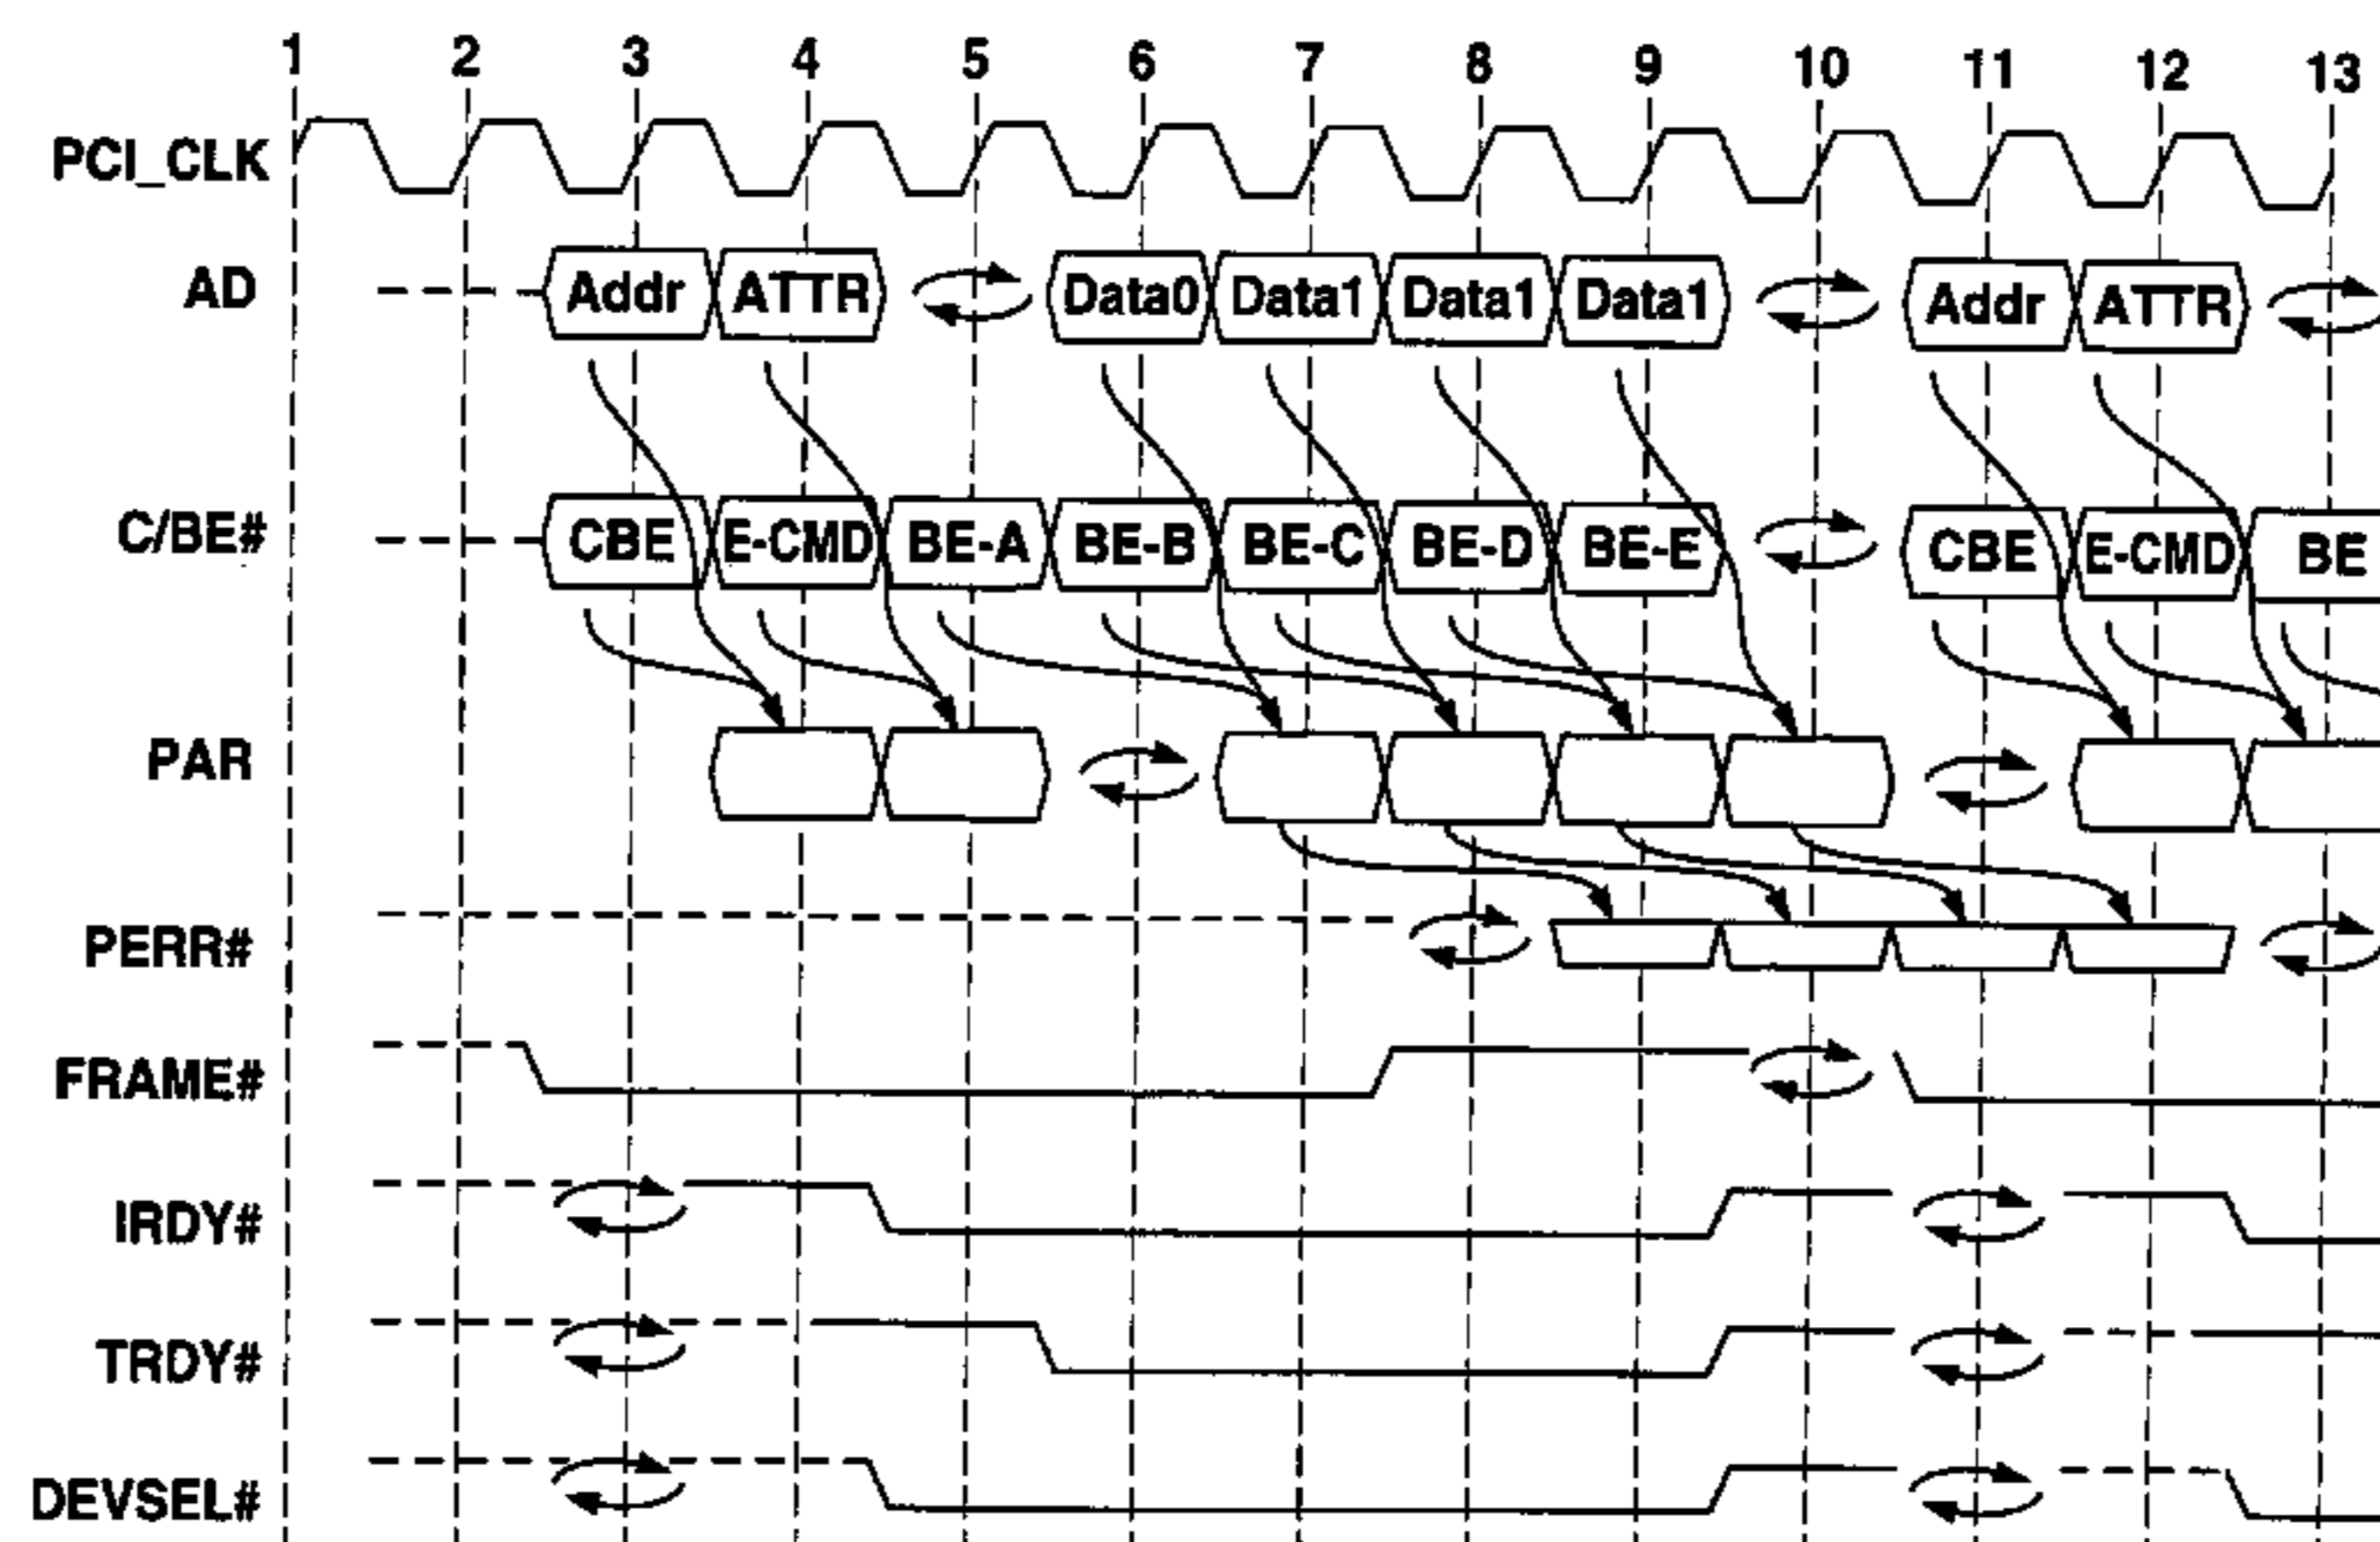 1 2 3 4 5 6 7 8 9 10 11 12 13
PCI_CLK
AD Addr ATTR Data0 Data1 Data1 Data1 Addr ATTR
C/BE# CBE E-CMD BE-A BE-B BE-C BE-D BE-E CBE E-CMD BE
PAR
PERR#
FRAME#
IRDY#
TRDY#
DEVSEL#